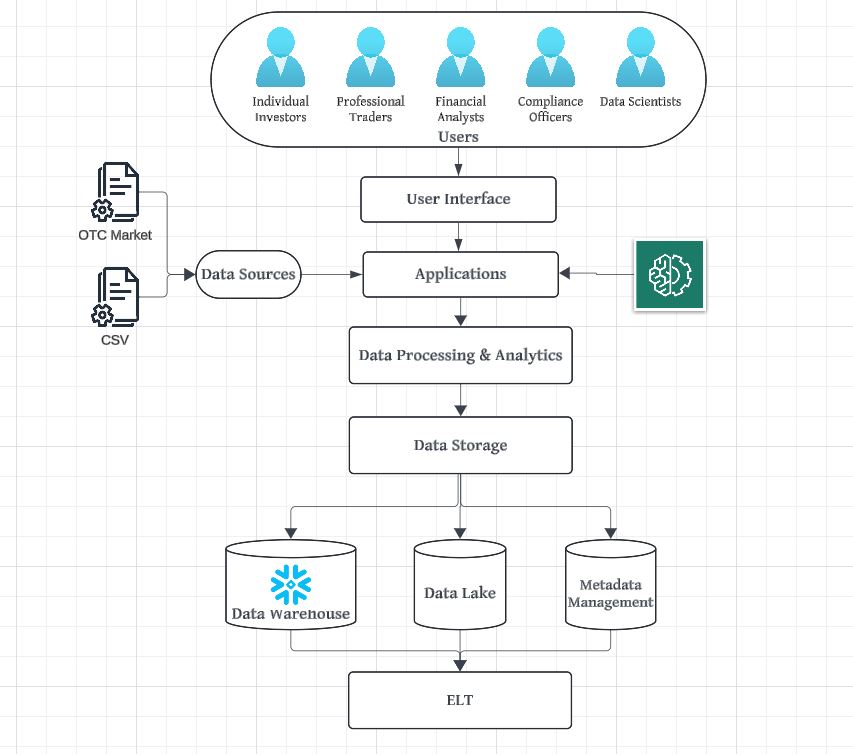 Individual
Investors
Professional
Traders
Financial
Analysts
Compliance
Officers
Data Scientists
Users
User Interface
OTC Market
Data Sources
Applications
CSV
Data Processing & Analytics
Data Storage
Data Warehouse
Data Lake
Metadata
Management
ELT